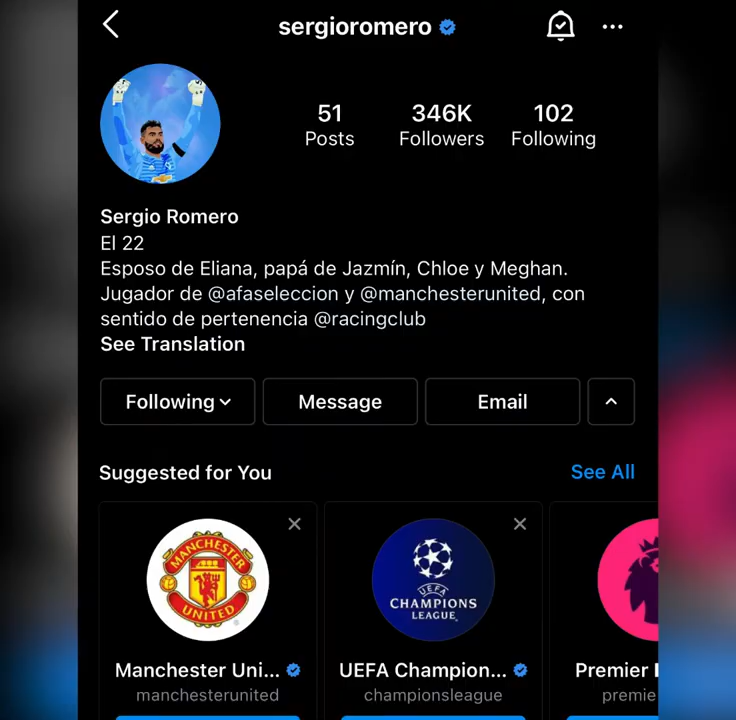 sergioromero
51 346K 102
Posts Followers Following
Sergio Romero
El 22
Esposo de Eliana, papá de Jazmín, Chloe y Meghan.
Jugador de @afaseleccion y @manchesterunited, con
sentido de pertenencia @racingclub
See Translation
Following Message Email
Suggested for You See All
MANCHESTER
UNITED
UEFA
CHAMPIONS
LEAGUE
Manchester Uni... UEFA Champion... Premier
manchesterunited championsleague premie